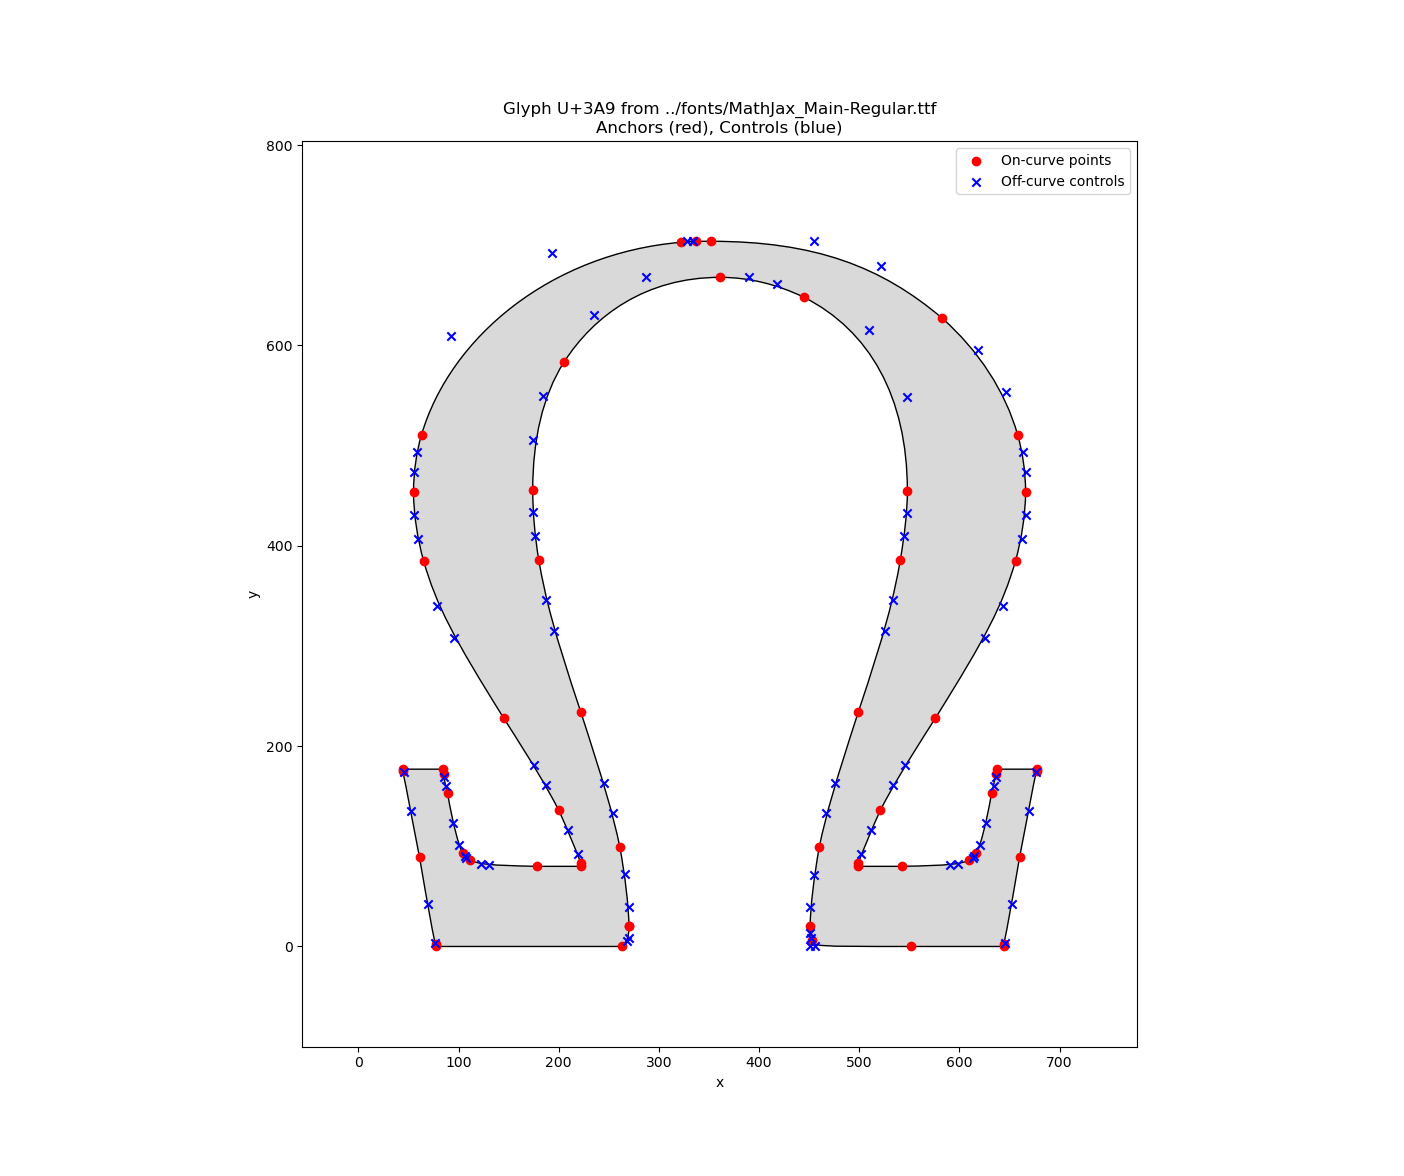 Glyph U+3A9 from ../fonts/MathJax_Main-Regular.ttf
Anchors (red), Controls (blue)
On-curve points
Off-curve controls
800
600
400
200
0
y
0 100 200 300 400 500 600 700
x
Ω